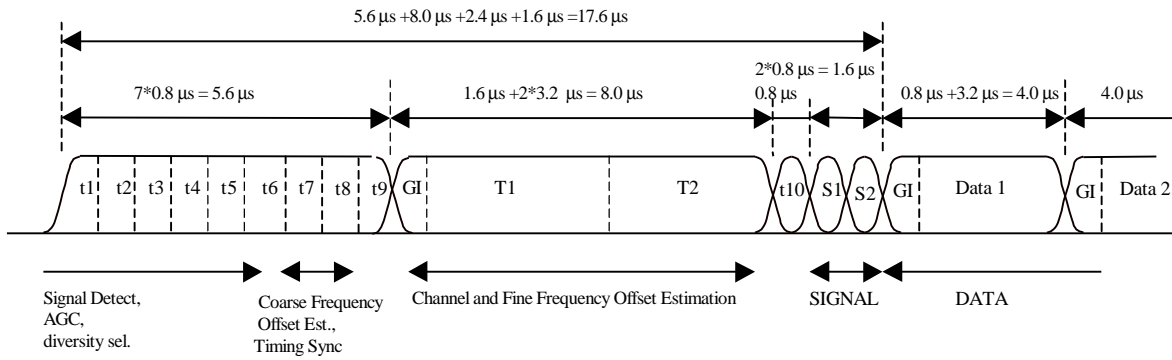 5.6 μs +8.0 μs +2.4 μs +1.6 μs =17.6 μs
2*0.8 μs = 1.6 μs
7*0.8 μs = 5.6 μs
1.6 μs +2*3.2 μs = 8.0 μs
0.8 μs
0.8 μs +3.2 μs = 4.0 μs
4.0 μs
t1 t2 t3 t4 t5 t6 t7 t8 t9 GI T1 T2 t10 S1 S2 GI Data 1 GI Data 2
Signal Detect,
AGC,
diversity sel.
Coarse Frequency
Offset Est.,
Timing Sync
Channel and Fine Frequency Offset Estimation
SIGNAL
DATA